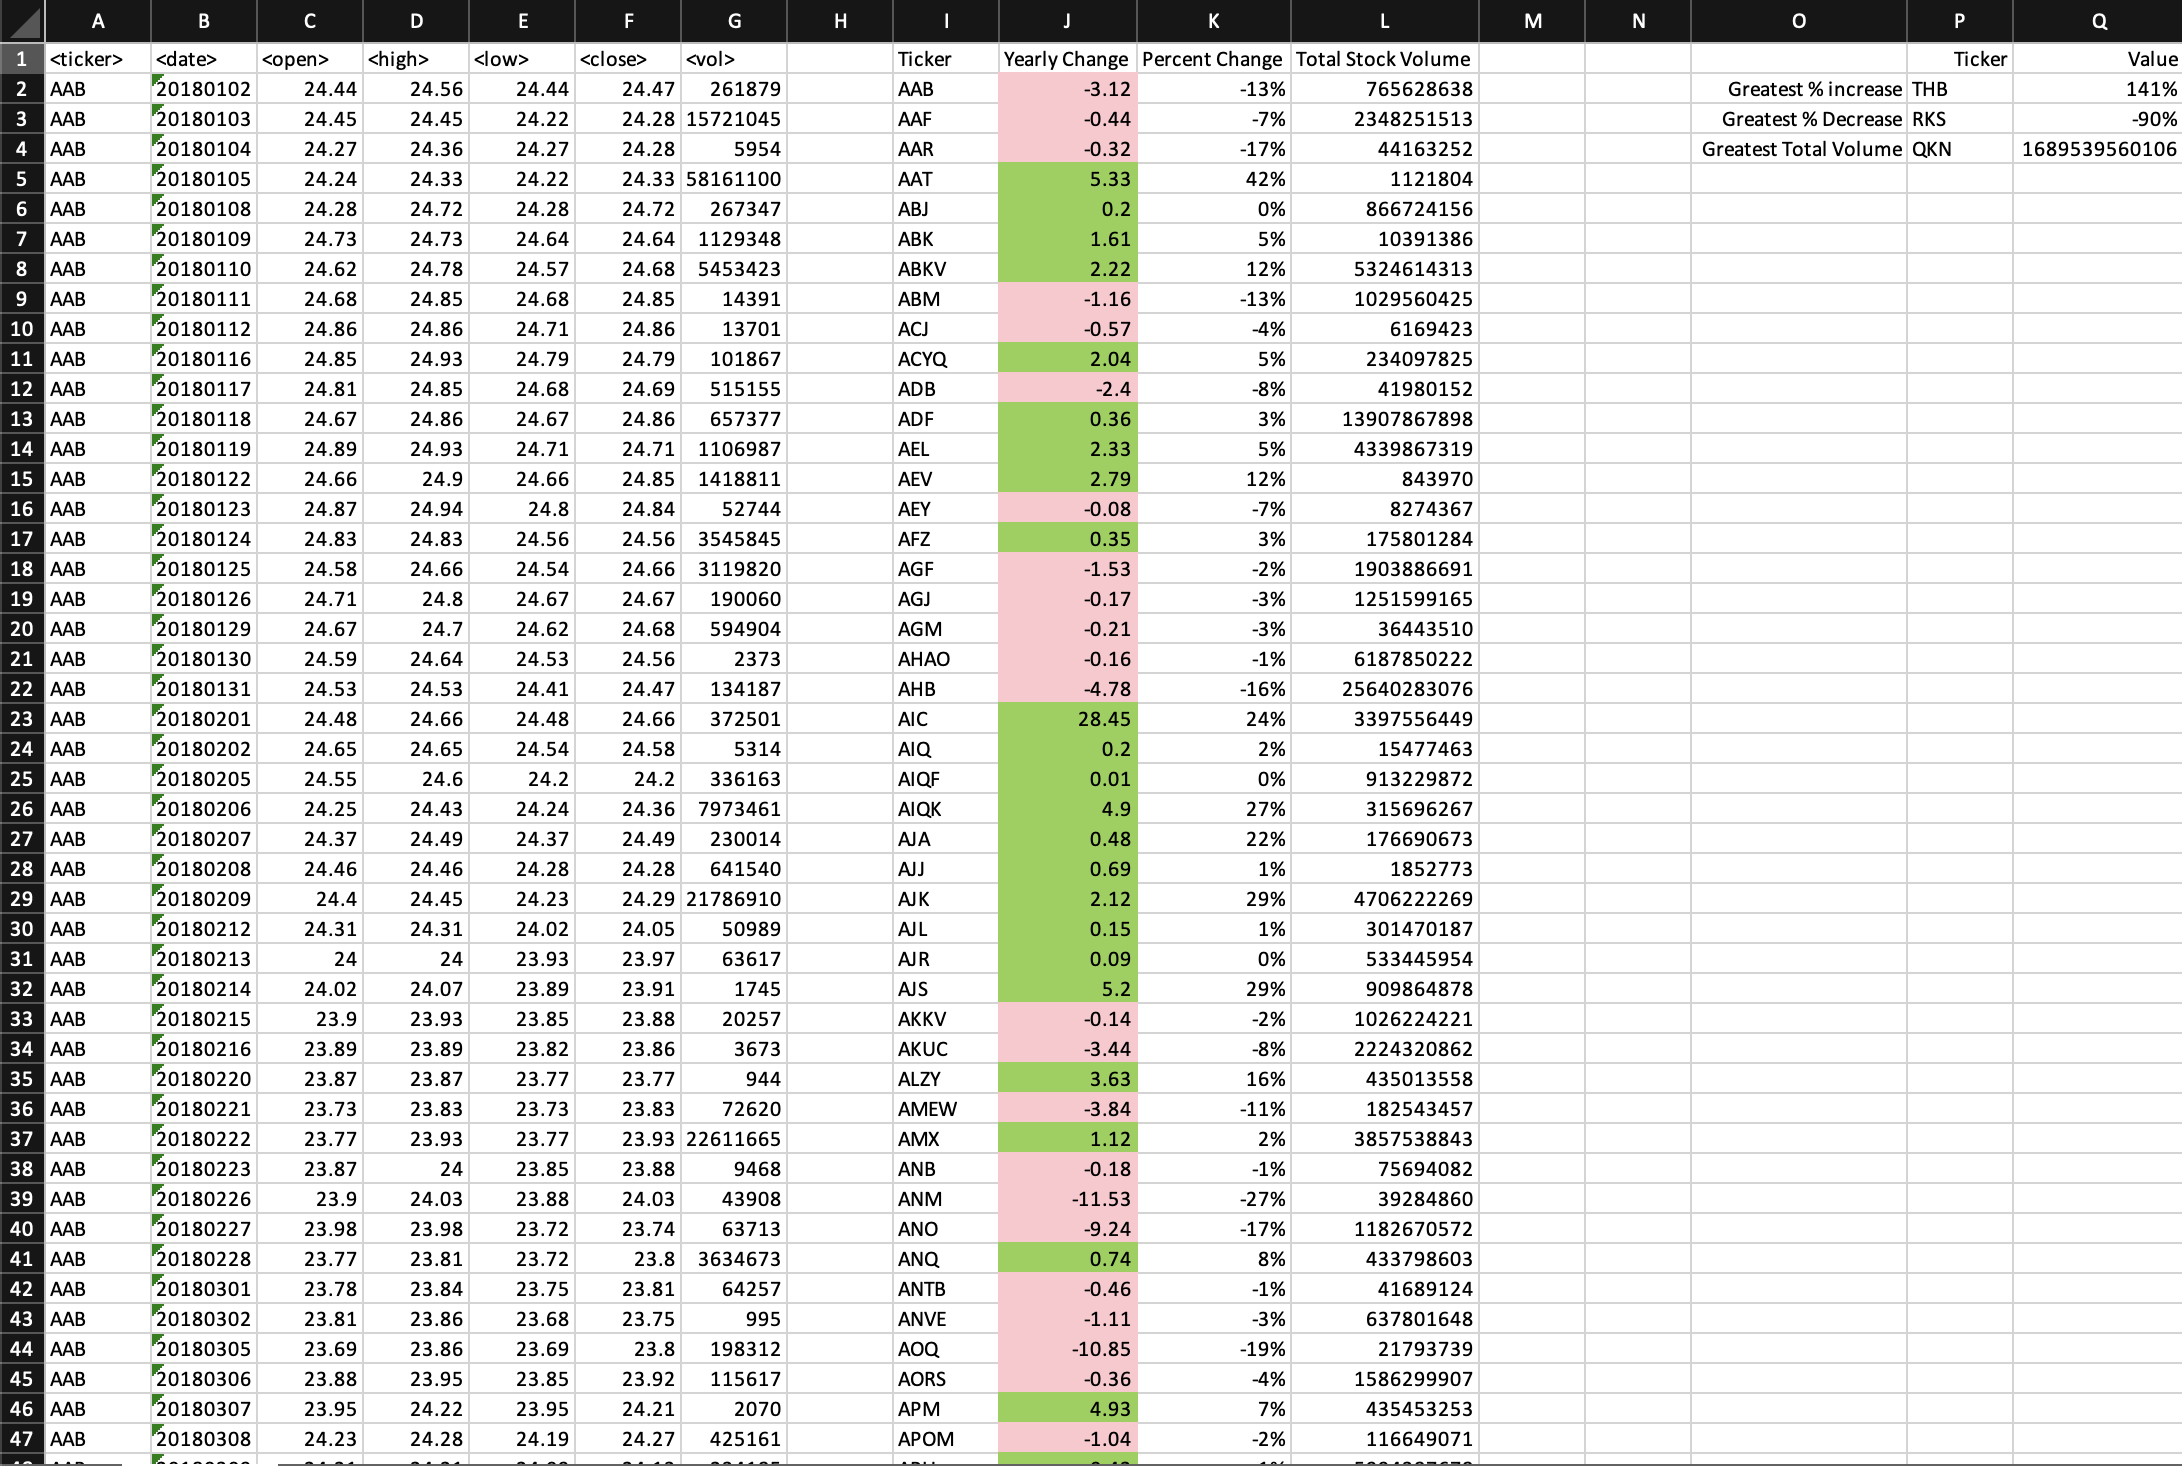 A B C D E F G H I J K L M N O P Q
1 <ticker> <date> <open> <high> <low> <close> <vol> Ticker Yearly Change Percent Change Total Stock Volume Ticker Value
2 AAB 20180102 24.44 24.56 24.44 24.47 261879 AAB -3.12 -13% 765628638 Greatest % increase THB 141%
3 AAB 20180103 24.45 24.45 24.22 24.28 15721045 AAF -0.44 -7% 2348251513 Greatest % Decrease RKS -90%
4 AAB 20180104 24.27 24.36 24.27 24.28 5954 AAR -0.32 -17% 44163252 Greatest Total Volume QKN 1689539560106
5 AAB 20180105 24.24 24.33 24.22 24.33 58161100 AAT 5.33 42% 1121804
6 AAB 20180108 24.28 24.72 24.28 24.72 267347 ABJ 0.2 0% 866724156
7 AAB 20180109 24.73 24.73 24.64 24.64 1129348 ABK 1.61 5% 10391386
8 AAB 20180110 24.62 24.78 24.57 24.68 5453423 ABKV 2.22 12% 5324614313
9 AAB 20180111 24.68 24.85 24.68 24.85 14391 ABM -1.16 -13% 1029560425
10 AAB 20180112 24.86 24.86 24.71 24.86 13701 ACJ -0.57 -4% 6169423
11 AAB 20180116 24.85 24.93 24.79 24.79 101867 ACYQ 2.04 5% 234097825
12 AAB 20180117 24.81 24.85 24.68 24.69 515155 ADB -2.4 -8% 41980152
13 AAB 20180118 24.67 24.86 24.67 24.86 657377 ADF 0.36 3% 13907867898
14 AAB 20180119 24.89 24.93 24.71 24.71 1106987 AEL 2.33 5% 4339867319
15 AAB 20180122 24.66 24.9 24.66 24.85 1418811 AEV 2.79 12% 843970
16 AAB 20180123 24.87 24.94 24.8 24.84 52744 AEY -0.08 -7% 8274367
17 AAB 20180124 24.83 24.83 24.56 24.56 3545845 AFZ 0.35 3% 175801284
18 AAB 20180125 24.58 24.66 24.54 24.66 3119820 AGF -1.53 -2% 1903886691
19 AAB 20180126 24.71 24.8 24.67 24.67 190060 AGJ -0.17 -3% 1251599165
20 AAB 20180129 24.67 24.7 24.62 24.68 594904 AGM -0.21 -3% 36443510
21 AAB 20180130 24.59 24.64 24.53 24.56 2373 AHAO -0.16 -1% 6187850222
22 AAB 20180131 24.53 24.53 24.41 24.47 134187 AHB -4.78 -16% 25640283076
23 AAB 20180201 24.48 24.66 24.48 24.66 372501 AIC 28.45 24% 3397556449
24 AAB 20180202 24.65 24.65 24.54 24.58 5314 AIQ 0.2 2% 15477463
25 AAB 20180205 24.55 24.6 24.2 24.2 336163 AIQF 0.01 0% 913229872
26 AAB 20180206 24.25 24.43 24.24 24.36 7973461 AIQK 4.9 27% 315696267
27 AAB 20180207 24.37 24.49 24.37 24.49 230014 AJA 0.48 22% 176690673
28 AAB 20180208 24.46 24.46 24.28 24.28 641540 AJJ 0.69 1% 1852773
29 AAB 20180209 24.4 24.45 24.23 24.29 21786910 AJK 2.12 29% 4706222269
30 AAB 20180212 24.31 24.31 24.02 24.05 50989 AJL 0.15 1% 301470187
31 AAB 20180213 24 24 23.93 23.97 63617 AJR 0.09 0% 533445954
32 AAB 20180214 24.02 24.07 23.89 23.91 1745 AJS 5.2 29% 909864878
33 AAB 20180215 23.9 23.93 23.85 23.88 20257 AKKV -0.14 -2% 1026224221
34 AAB 20180216 23.89 23.89 23.82 23.86 3673 AKUC -3.44 -8% 2224320862
35 AAB 20180220 23.87 23.87 23.77 23.77 944 ALZY 3.63 16% 435013558
36 AAB 20180221 23.73 23.83 23.73 23.83 72620 AMEW -3.84 -11% 182543457
37 AAB 20180222 23.77 23.93 23.77 23.93 22611665 AMX 1.12 2% 3857538843
38 AAB 20180223 23.87 24 23.85 23.88 9468 ANB -0.18 -1% 75694082
39 AAB 20180226 23.9 24.03 23.88 24.03 43908 ANM -11.53 -27% 39284860
40 AAB 20180227 23.98 23.98 23.72 23.74 63713 ANO -9.24 -17% 1182670572
41 AAB 20180228 23.77 23.81 23.72 23.8 3634673 ANQ 0.74 8% 433798603
42 AAB 20180301 23.78 23.84 23.75 23.81 64257 ANTB -0.46 -1% 41689124
43 AAB 20180302 23.81 23.86 23.68 23.75 995 ANVE -1.11 -3% 637801648
44 AAB 20180305 23.69 23.86 23.69 23.8 198312 AOQ -10.85 -19% 21793739
45 AAB 20180306 23.88 23.95 23.85 23.92 115617 AORS -0.36 -4% 1586299907
46 AAB 20180307 23.95 24.22 23.95 24.21 2070 APM 4.93 7% 435453253
47 AAB 20180308 24.23 24.28 24.19 24.27 425161 APOM -1.04 -2% 116649071